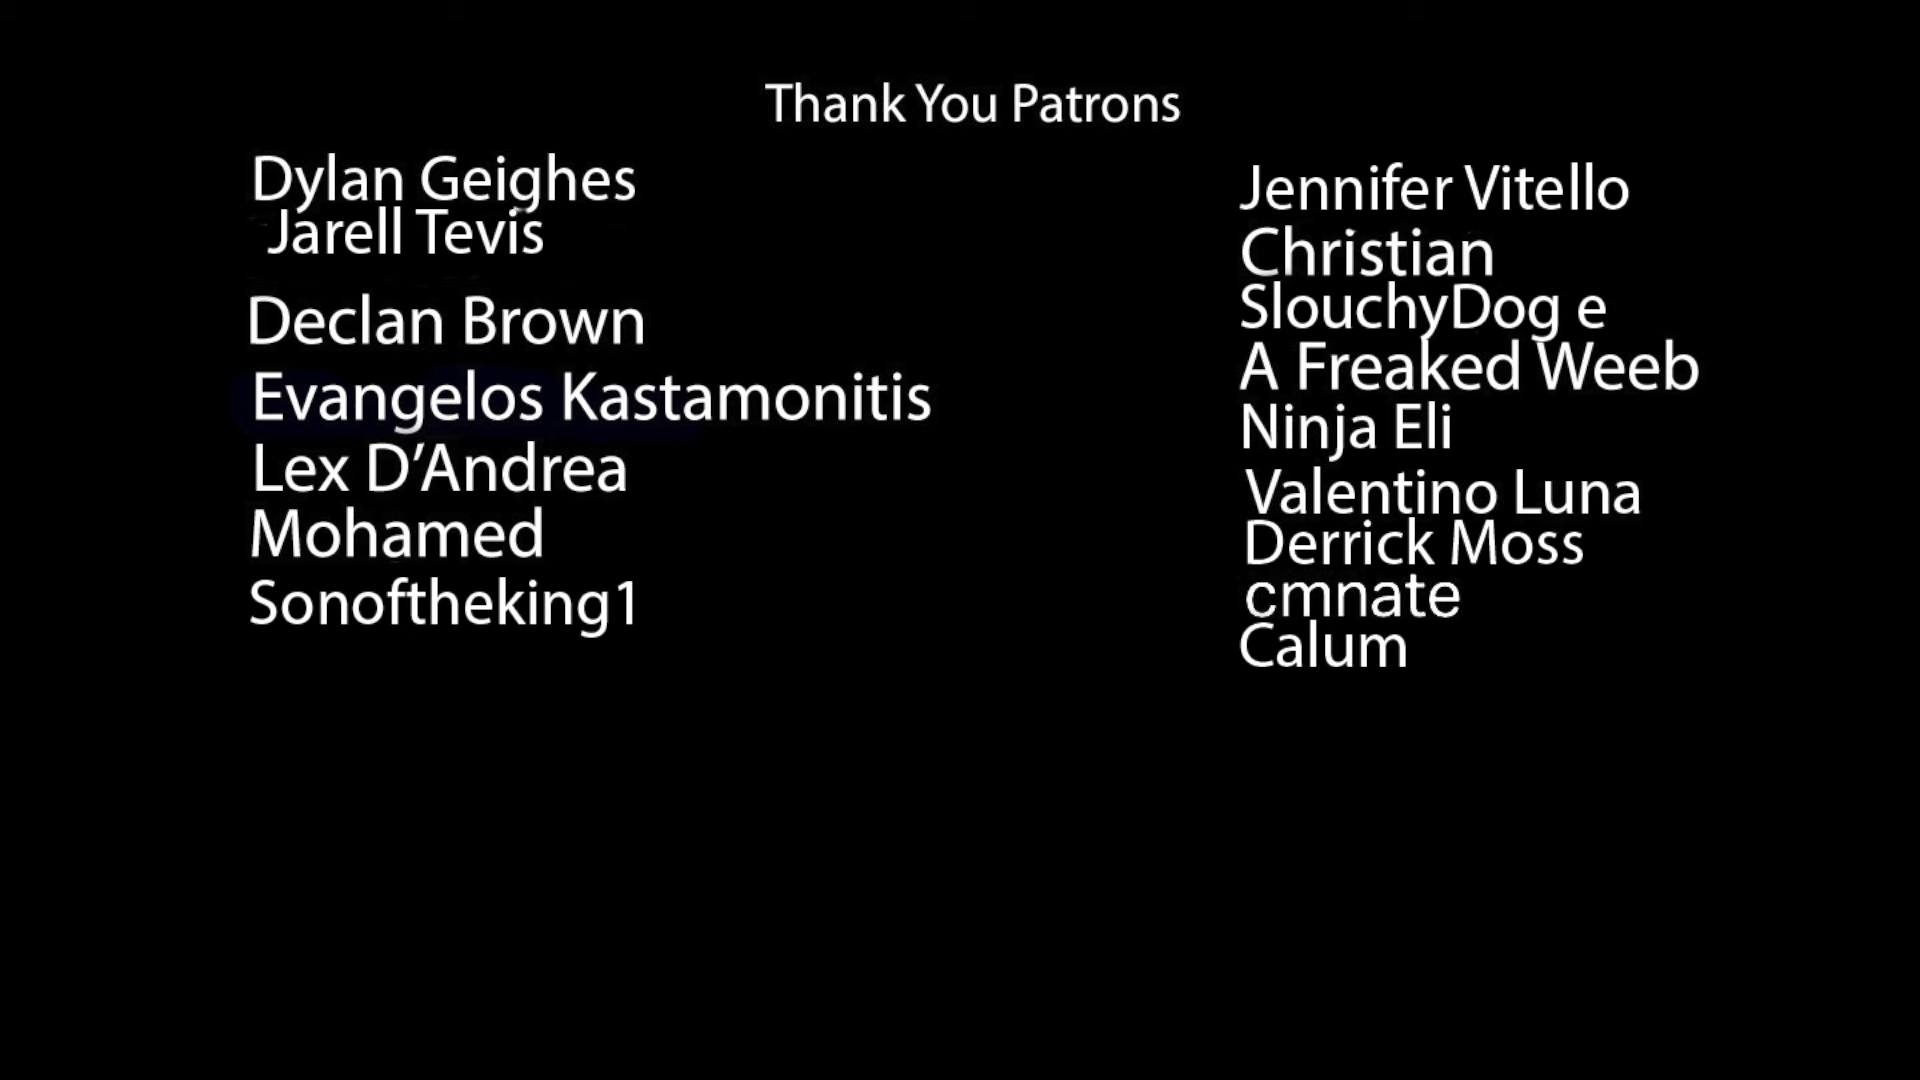 Thank You Patrons
Dylan Geighes
Jarell Tevis
Declan Brown
Evangelos Kastamonitis
Lex D’Andrea
Mohamed
Sonoftheking1
Jennifer Vitello
Christian
SlouchyDog e
A Freaked Weeb
Ninja Eli
Valentino Luna
Derrick Moss
cmnate
Calum